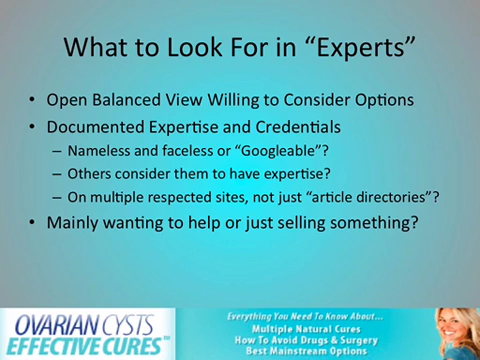 What to Look For in “Experts”
• Open Balanced View Willing to Consider Options
• Documented Expertise and Credentials
– Nameless and faceless or “Googleable”?
– Others consider them to have expertise?
– On multiple respected sites, not just “article directories”?
• Mainly wanting to help or just selling something?
OVARIAN CYSTS
EFFECTIVE CURES™
Everything You Need To Know About...
Multiple Natural Cures
How To Avoid Drugs & Surgery
Best Mainstream Options